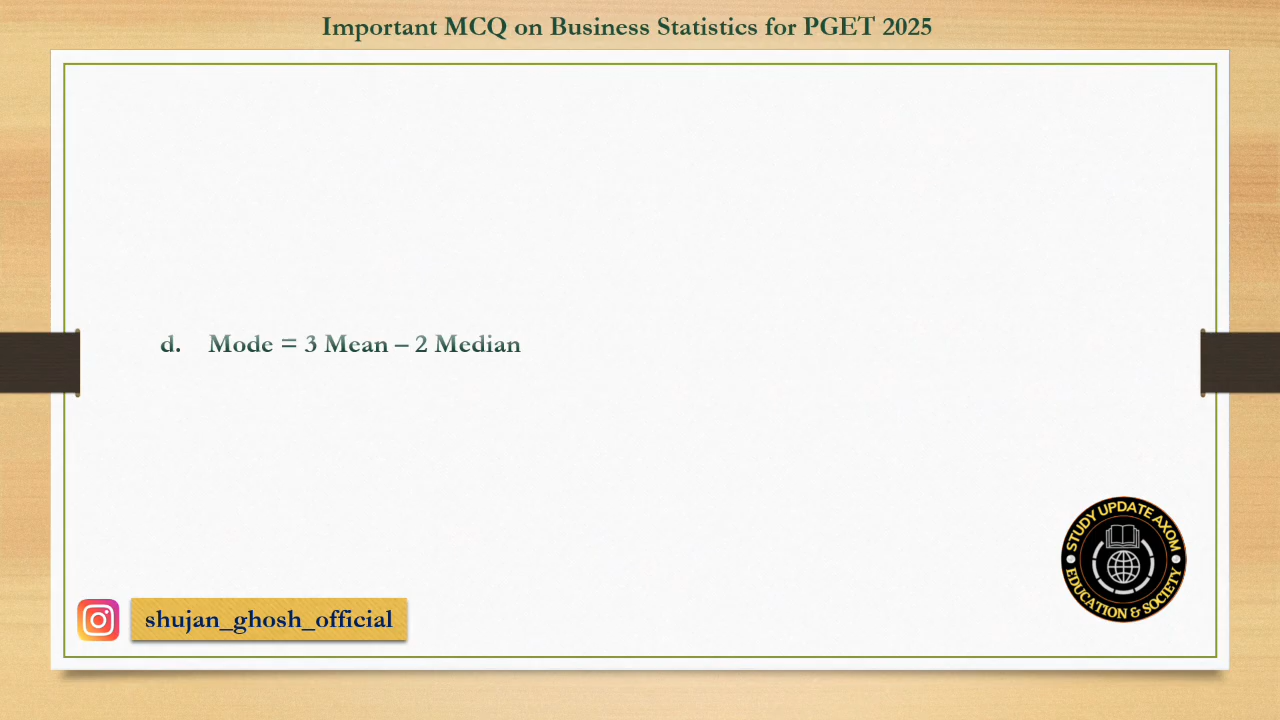 Important MCQ on Business Statistics for PGET 2025
d. Mode = 3 Mean – 2 Median
STUDY UPDATE AXOM
EDUCATION & SOCIETY
shujan_ghosh_official